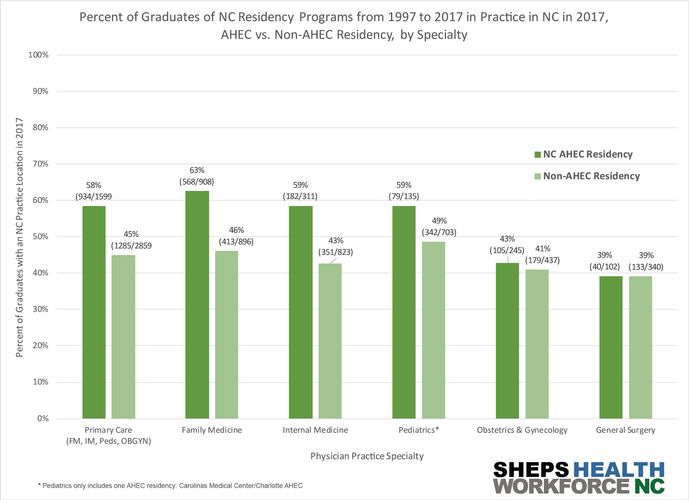 Percent of Graduates of NC Residency Programs from 1997 to 2017 in Practice in NC in 2017,
AHEC vs. Non-AHEC Residency, by Specialty
Percent of Graduates with an NC Practice Location in 2017
100%
90%
80%
70%
60%
50%
40%
30%
20%
10%
0%
NC AHEC Residency
Non-AHEC Residency
58%
(934/1599
45%
(1285/2859
63%
(568/908)
46%
(413/896)
59%
(182/311)
43%
(351/823)
59%
(79/135)
49%
(342/703)
43%
(105/245)
41%
(179/437)
39%
(40/102)
39%
(133/340)
Primary Care
(FM, IM, Peds, OBGYN)
Family Medicine
Internal Medicine
Pediatrics*
Obstetrics & Gynecology
General Surgery
Physician Practice Specialty
* Pediatrics only includes one AHEC residency: Carolinas Medical Center/Charlotte AHEC
SHEPS HEALTH
WORKFORCE NC